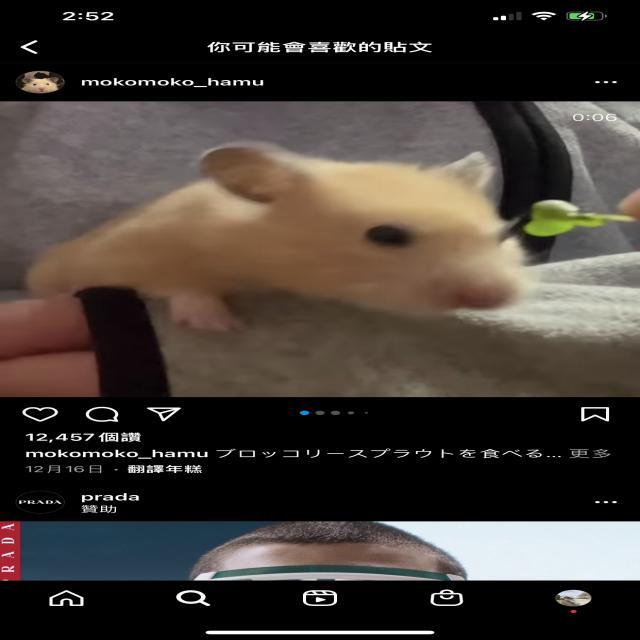 2:52
你可能會喜歡的貼文
mokomoko_hamu
0:06
12,457 個讚
mokomoko_hamu ブロッコリースプラウトを食べる... 更多
12月16日 · 翻譯年糕
PRADA
prada
贊助
PRADA